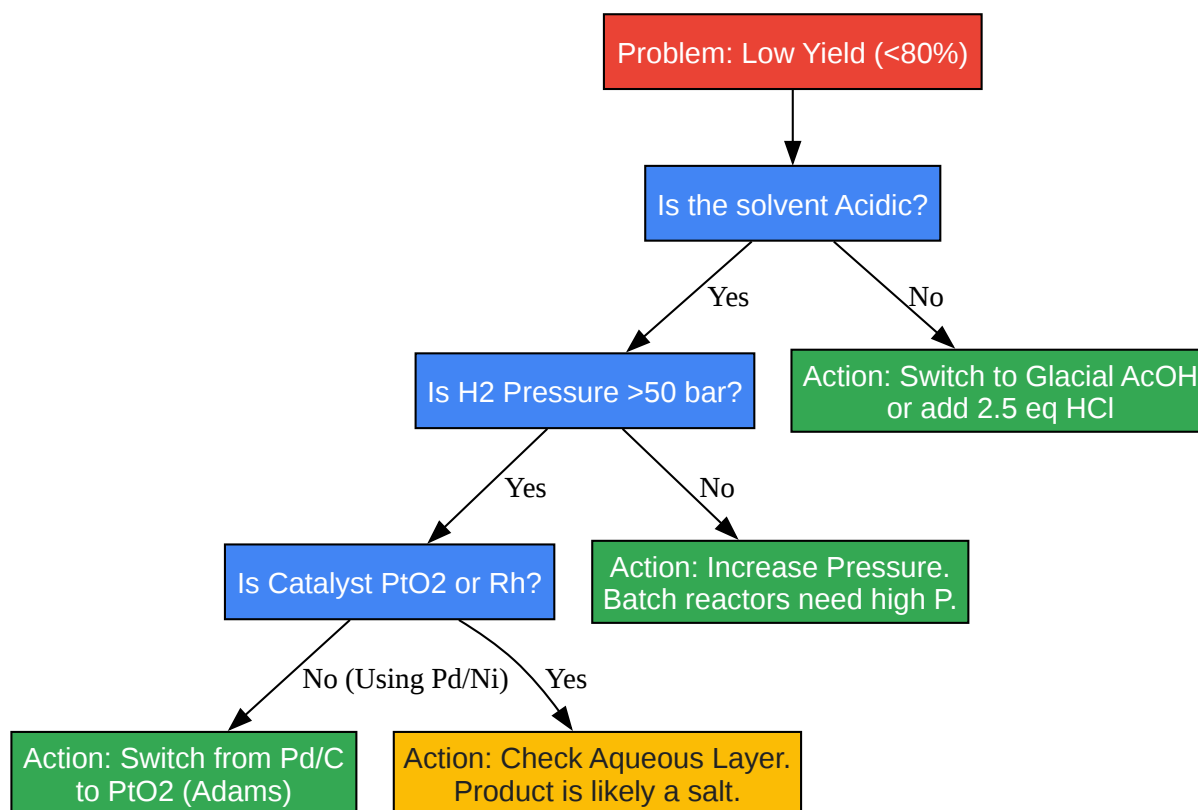 Problem: Low Yield (<80%)
Is the solvent Acidic?
Yes
No
Is H2 Pressure >50 bar?
Action: Switch to Glacial AcOH
or add 2.5 eq HCl
Yes
No
Is Catalyst PtO2 or Rh?
Action: Increase Pressure.
Batch reactors need high P.
No (Using Pd/Ni)
Yes
Action: Switch from Pd/C
to PtO2 (Adams)
Action: Check Aqueous Layer.
Product is likely a salt.